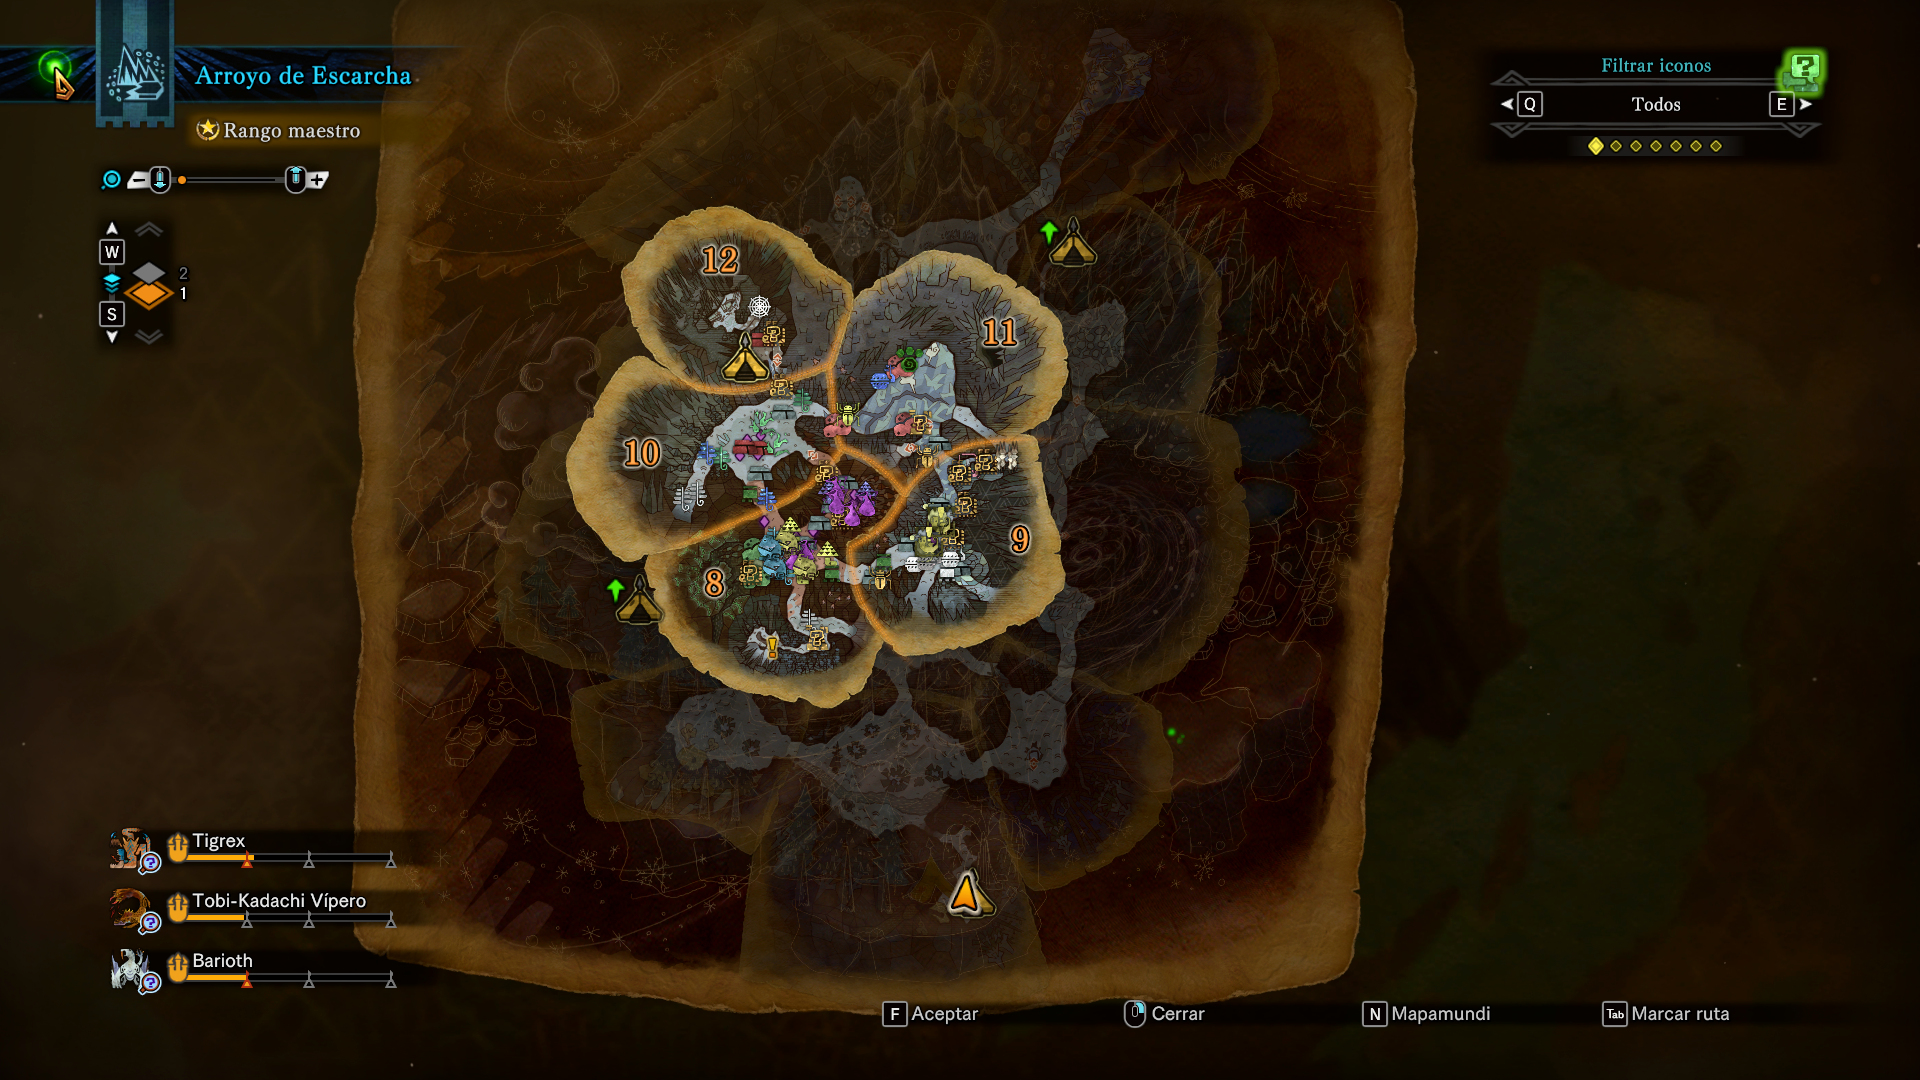 Arroyo de Escarcha
Rango maestro
Filtrar iconos
Q
Todos
E
W
2
1
S
12
11
10
9
8
Tigrex
Tobi-Kadachi Vípero
Barioth
F Aceptar
Cerrar
N Mapamundi
Tab Marcar ruta